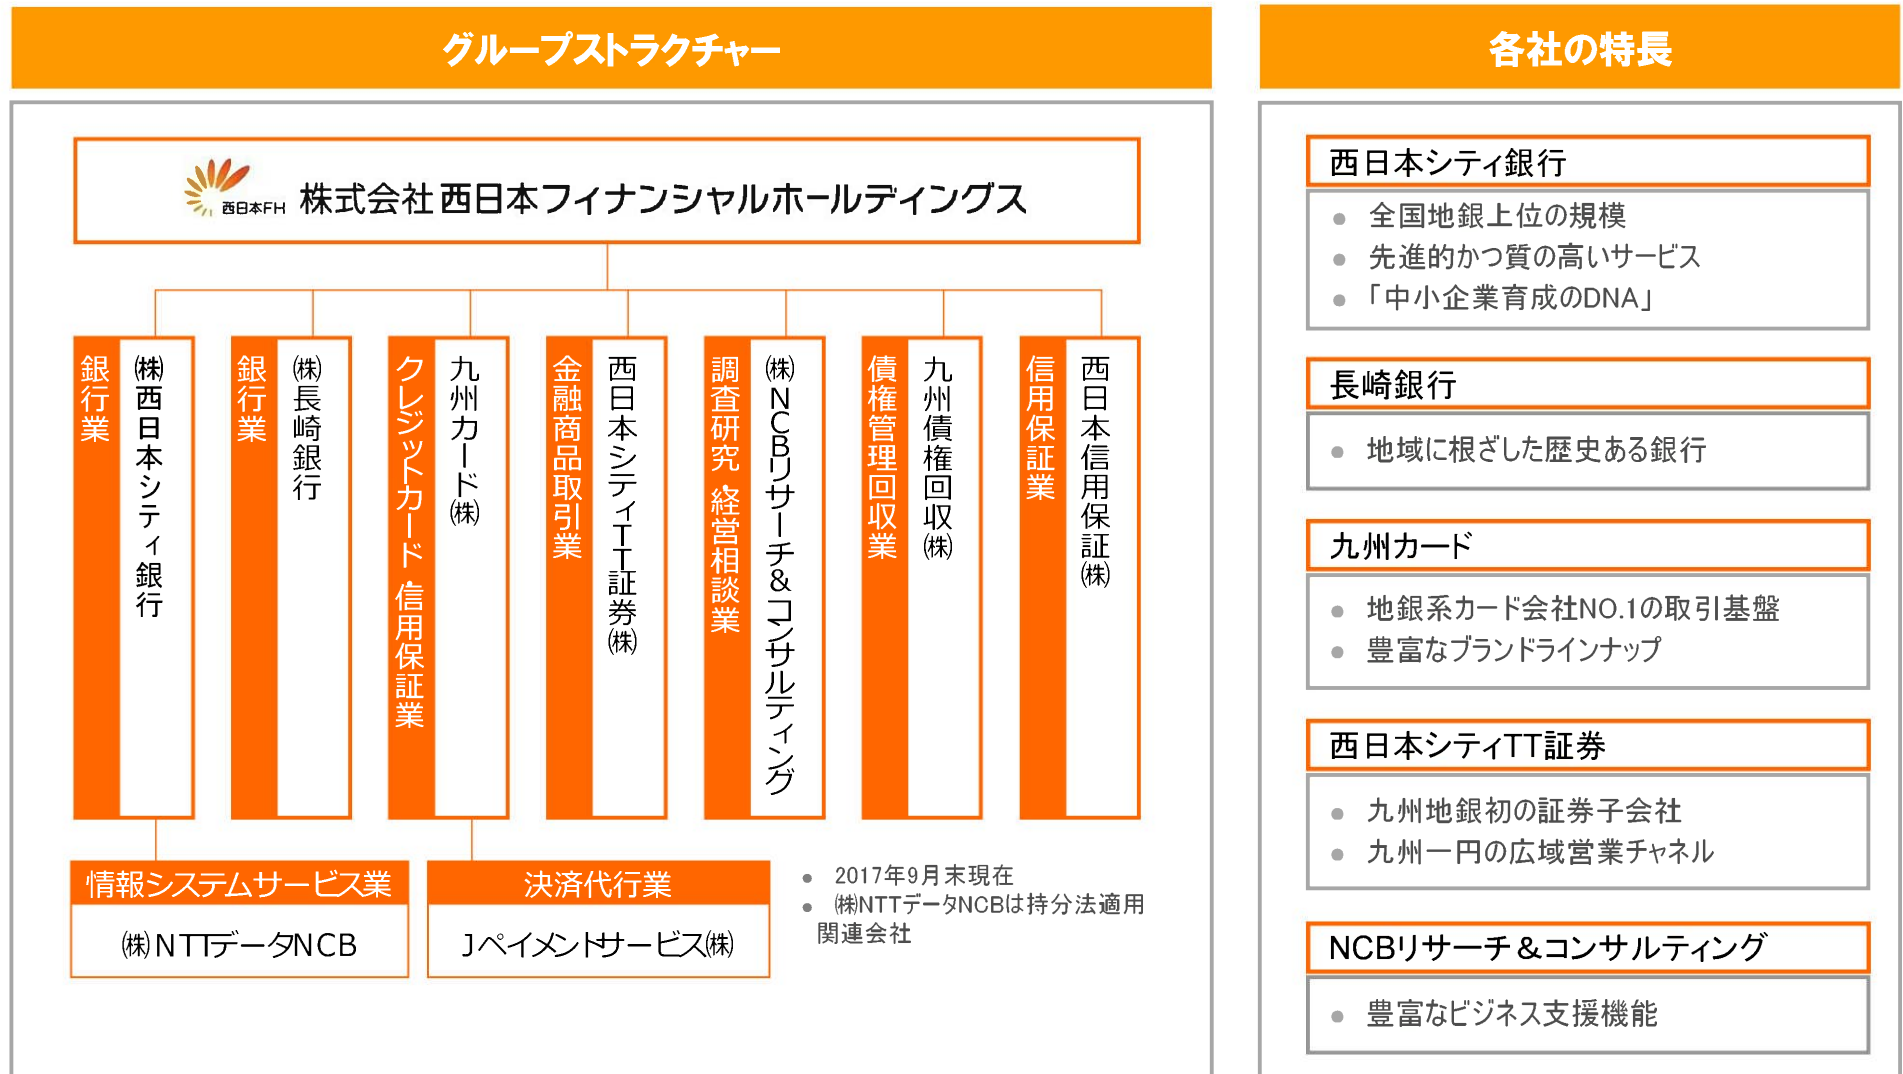 グループストラクチャー
西日本FH 株式会社 西日本フィナンシャルホールディングス
銀行業
㈱西日本シティ銀行
銀行業
㈱長崎銀行
クレジットカード・信用保証業
九州カード㈱
金融商品取引業
西日本シティTT証券㈱
調査研究・経営相談業
㈱NCBリサーチ&コンサルティング
債権管理回収業
九州債権回収㈱
信用保証業
西日本信用保証㈱
情報システムサービス業
㈱NTTデータNCB
決済代行業
Jペイメントサービス㈱
● 2017年9月末現在
● ㈱NTTデータNCBは持分法適用
関連会社
各社の特長
西日本シティ銀行
● 全国地銀上位の規模
● 先進的かつ質の高いサービス
● 「中小企業育成のDNA」
長崎銀行
● 地域に根ざした歴史ある銀行
九州カード
● 地銀系カード会社NO.1の取引基盤
● 豊富なブランドラインナップ
西日本シティTT証券
● 九州地銀初の証券子会社
● 九州一円の広域営業チャネル
NCBリサーチ&コンサルティング
● 豊富なビジネス支援機能